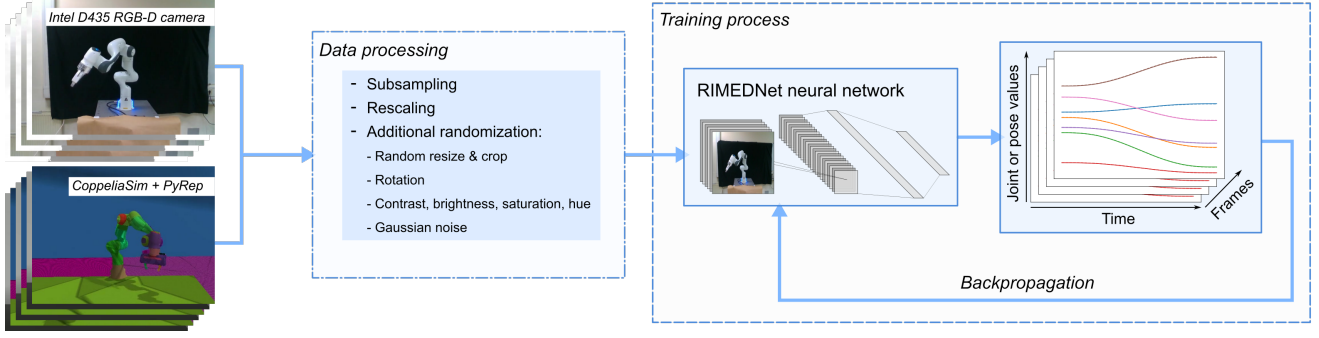 Intel D435 RGB-D camera
CoppeliaSim + PyRep
Data processing
- Subsampling
- Rescaling
- Additional randomization:
- Random resize & crop
- Rotation
- Contrast, brightness, saturation, hue
- Gaussian noise
Training process
RIMEDNet neural network
Joint or pose values
Time
Frames
Backpropagation